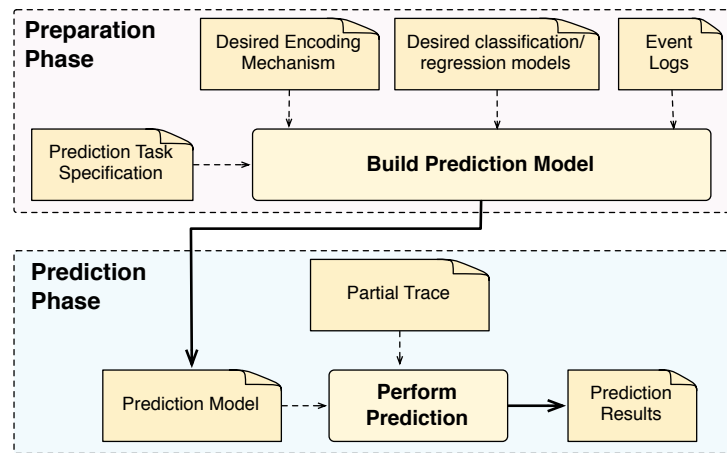 Preparation
Phase
Desired Encoding
Mechanism
Desired classification/
regression models
Event
Logs
Prediction Task
Specification
Build Prediction Model
Prediction
Phase
Partial Trace
Prediction Model
Perform
Prediction
Prediction
Results